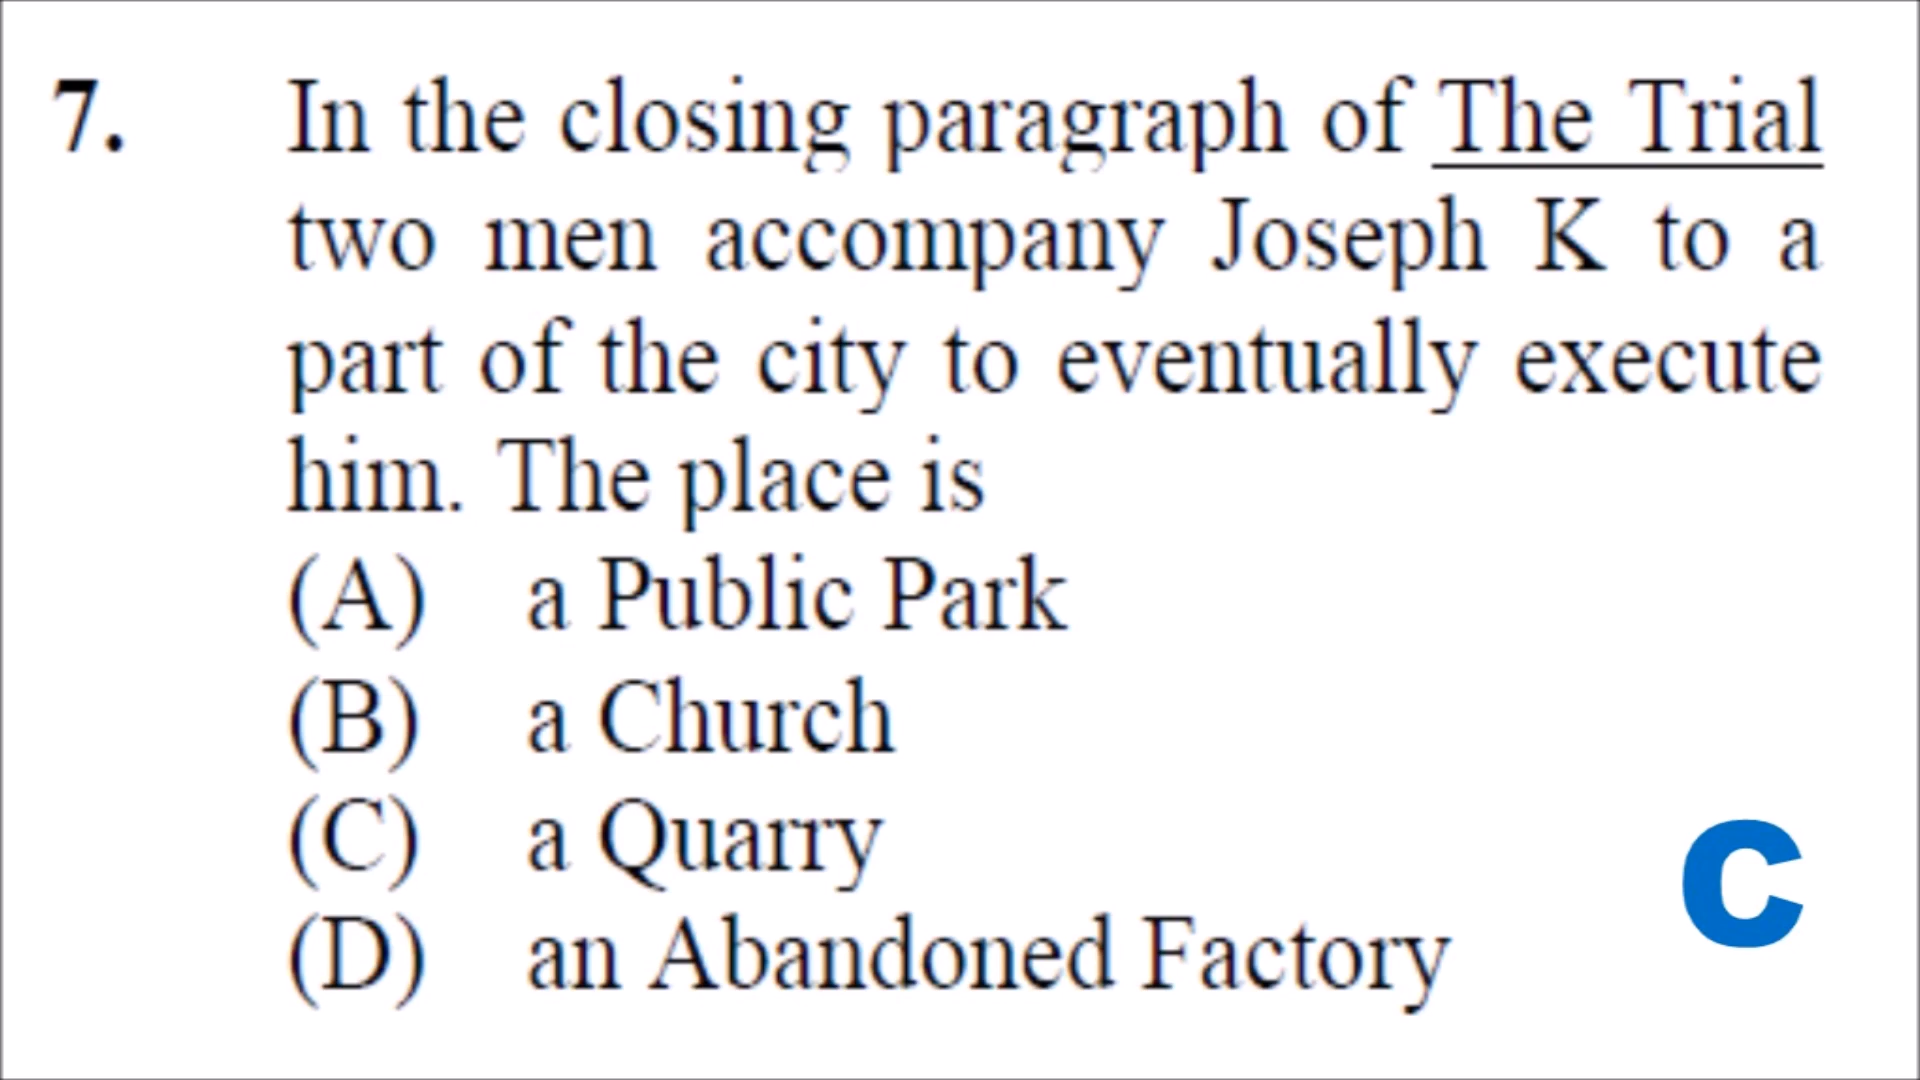 7. In the closing paragraph of The Trial
two men accompany Joseph K to a
part of the city to eventually execute
him. The place is
(A) a Public Park
(B) a Church
(C) a Quarry
(D) an Abandoned Factory
C